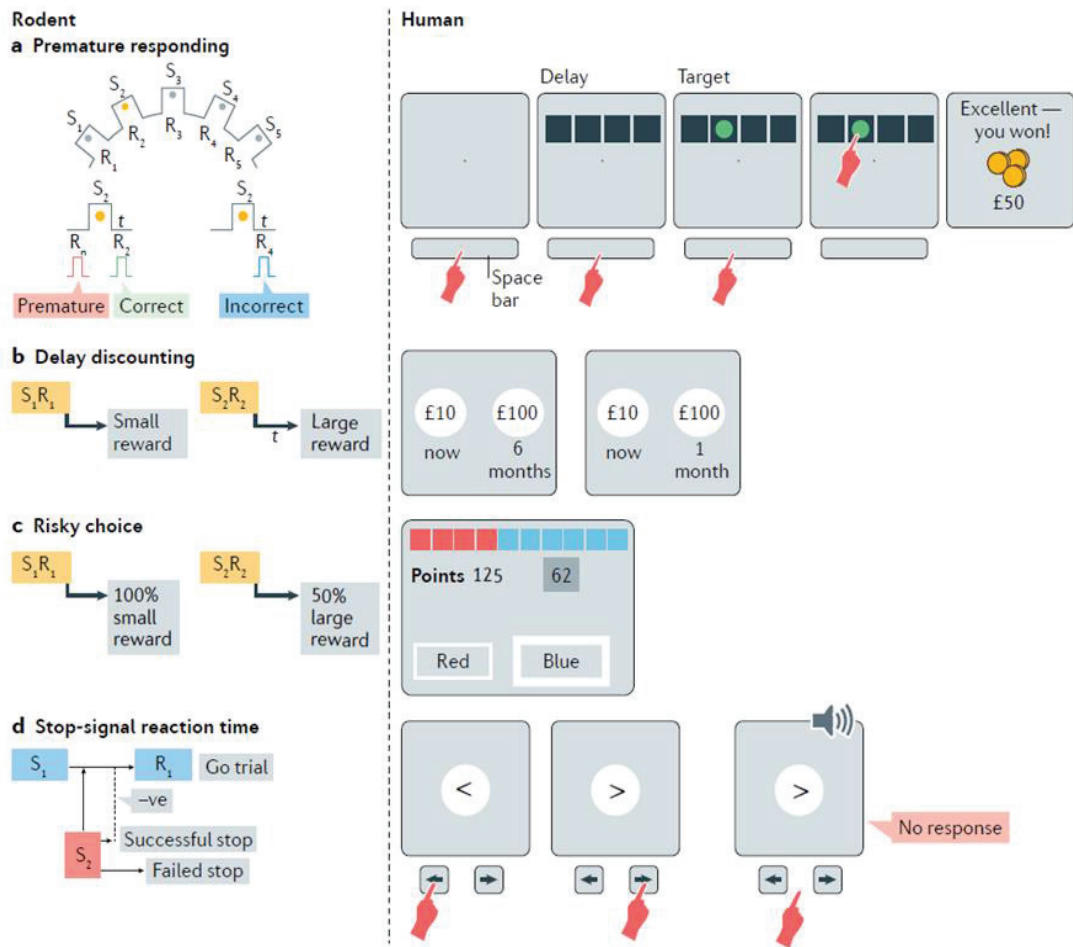 Rodent
Human
a Premature responding
S₁
S₂
S₃
S₄
S₅
R₁
R₂
R₃
R₄
R₅
S₂
t
Rₙ
R₂
Premature
Correct
S₂
t
R₄
Incorrect
Delay
Target
Space
bar
Excellent —
you won!
£50
b Delay discounting
S₁R₁
Small
reward
S₂R₂
t
Large
reward
£10
now
£100
6
months
£10
now
£100
1
month
c Risky choice
S₁R₁
100%
small
reward
S₂R₂
50%
large
reward
Points 125
62
Red
Blue
d Stop-signal reaction time
S₁
R₁
Go trial
–ve
S₂
Successful stop
Failed stop
<
>
>
No response